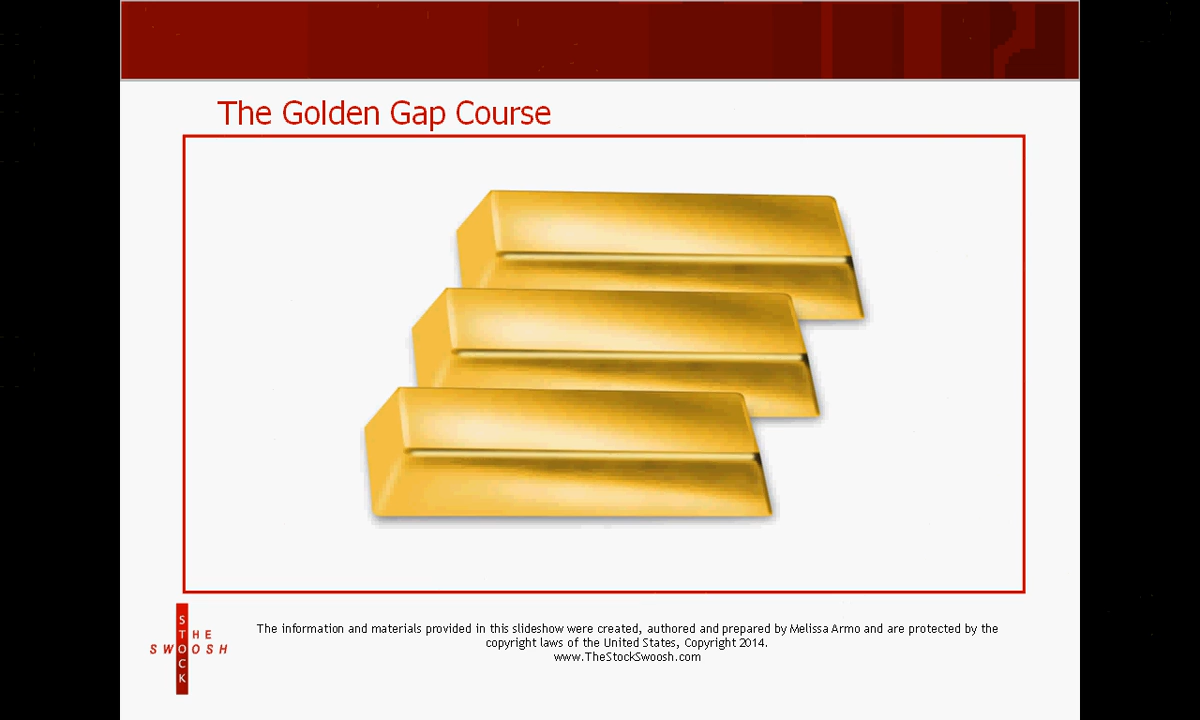 The Golden Gap Course
STOCK
THE
SWOOSH
The information and materials provided in this slideshow were created, authored and prepared by Melissa Armo and are protected by the
copyright laws of the United States, Copyright 2014.
www.TheStockSwoosh.com